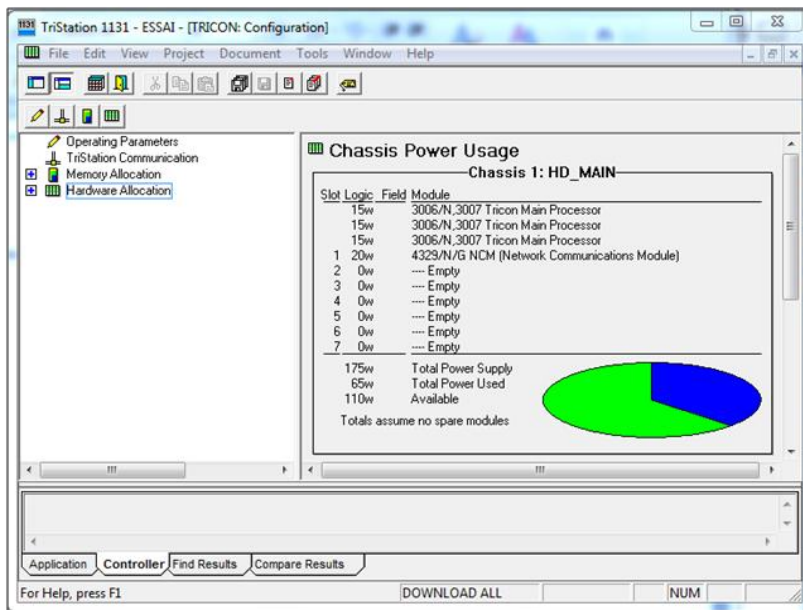 1131 TriStation 1131 - ESSAI - [TRICON: Configuration]
File Edit View Project Document Tools Window Help
Operating Parameters
TriStation Communication
Memory Allocation
Hardware Allocation
Chassis Power Usage
Chassis 1: HD_MAIN
Slot Logic Field Module
15w 3006/N,3007 Tricon Main Processor
15w 3006/N,3007 Tricon Main Processor
15w 3006/N,3007 Tricon Main Processor
1 20w 4329/N/G NCM (Network Communications Module)
2 0w ---- Empty
3 0w ---- Empty
4 0w ---- Empty
5 0w ---- Empty
6 0w ---- Empty
7 0w ---- Empty
175w Total Power Supply
65w Total Power Used
110w Available
Totals assume no spare modules
Application Controller Find Results Compare Results
For Help, press F1 DOWNLOAD ALL NUM